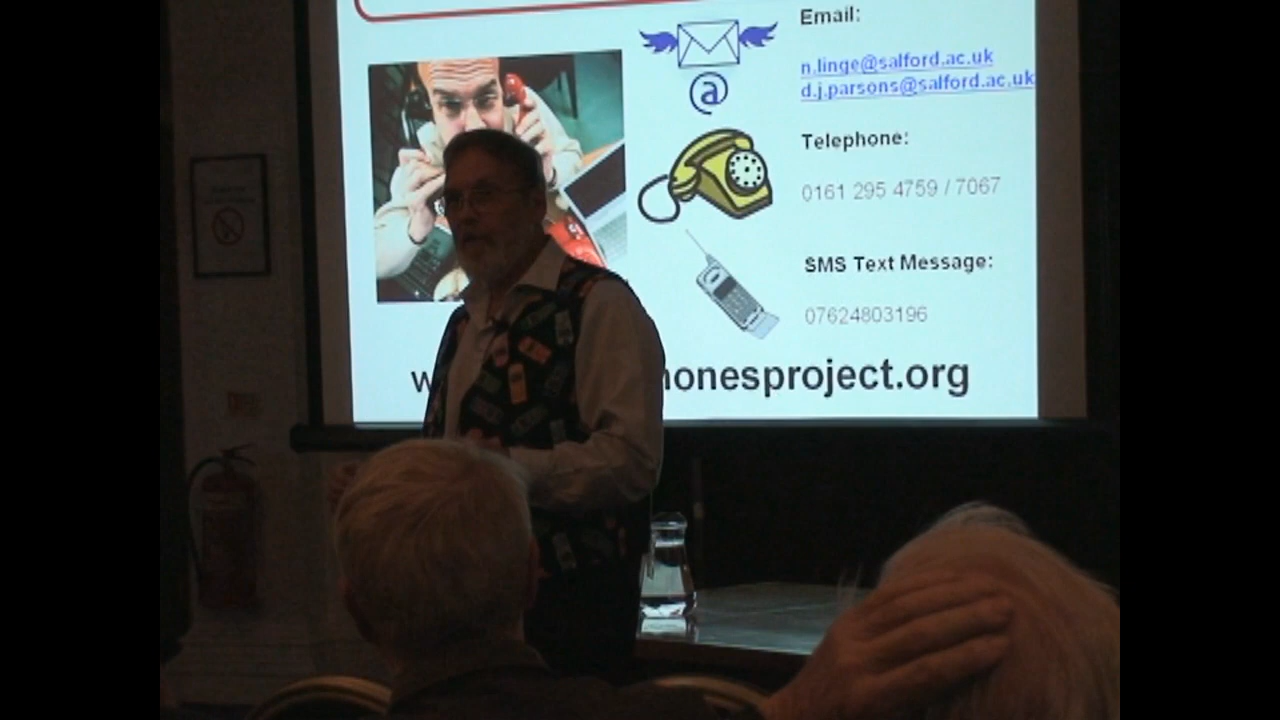 Email:
n.linge@salford.ac.uk
d.j.parsons@salford.ac.uk
Telephone:
0161 295 4759 / 7067
SMS Text Message:
07624803196
w honesproject.org